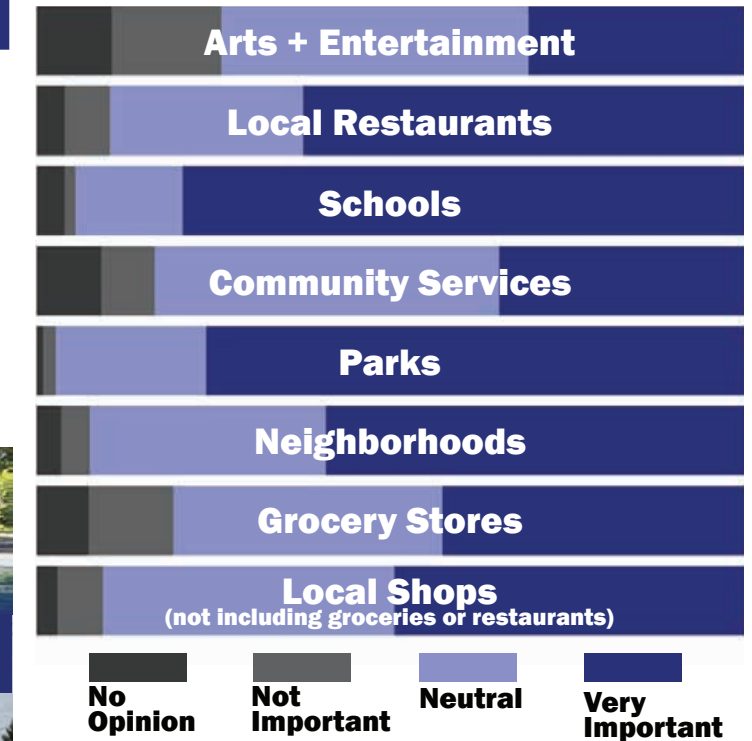 Arts + Entertainment
Local Restaurants
Schools
Community Services
Parks
Neighborhoods
Grocery Stores
Local Shops
(not including groceries or restaurants)
No
Opinion
Not
Important
Neutral
Very
Important